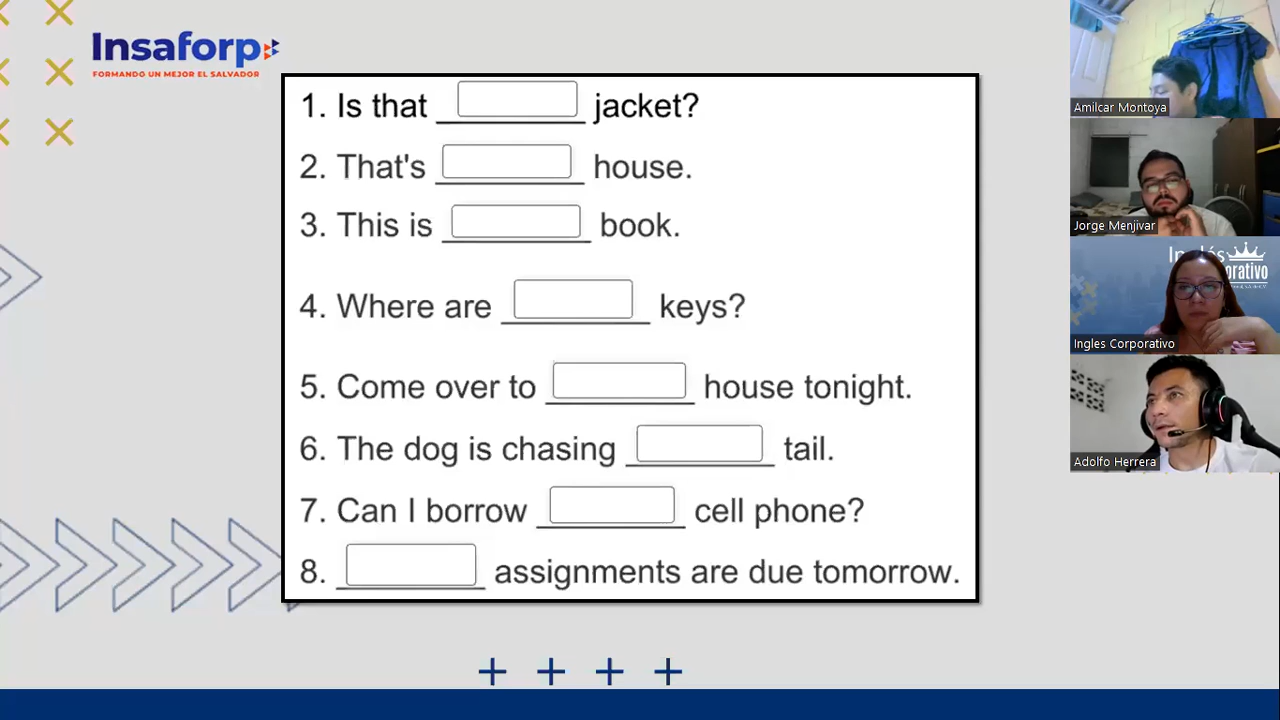 Insaforp
FORMANDO UN MEJOR EL SALVADOR
1. Is that jacket?
2. That's house.
3. This is book.
4. Where are keys?
5. Come over to house tonight.
6. The dog is chasing tail.
7. Can I borrow cell phone?
8. assignments are due tomorrow.
Amilcar Montoya
Jorge Menjivar
Ingles Corporativo
Adolfo Herrera